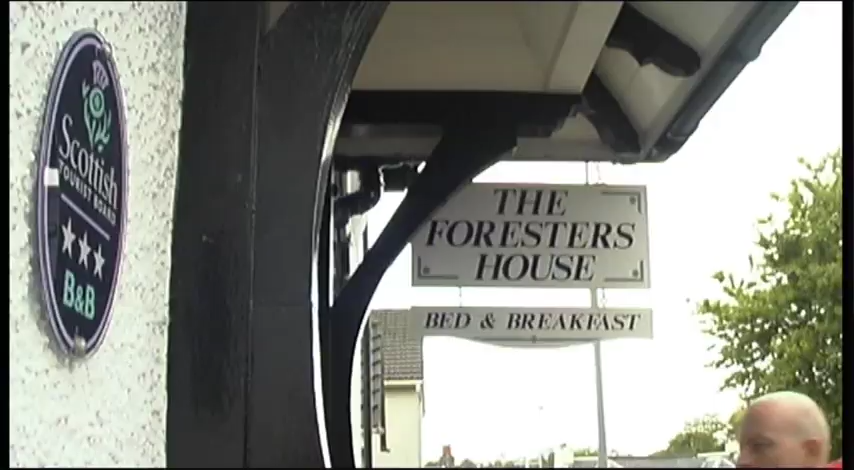 Scottish
TOURIST BOARD
B&B
THE
FORESTERS
HOUSE
BED & BREAKFAST